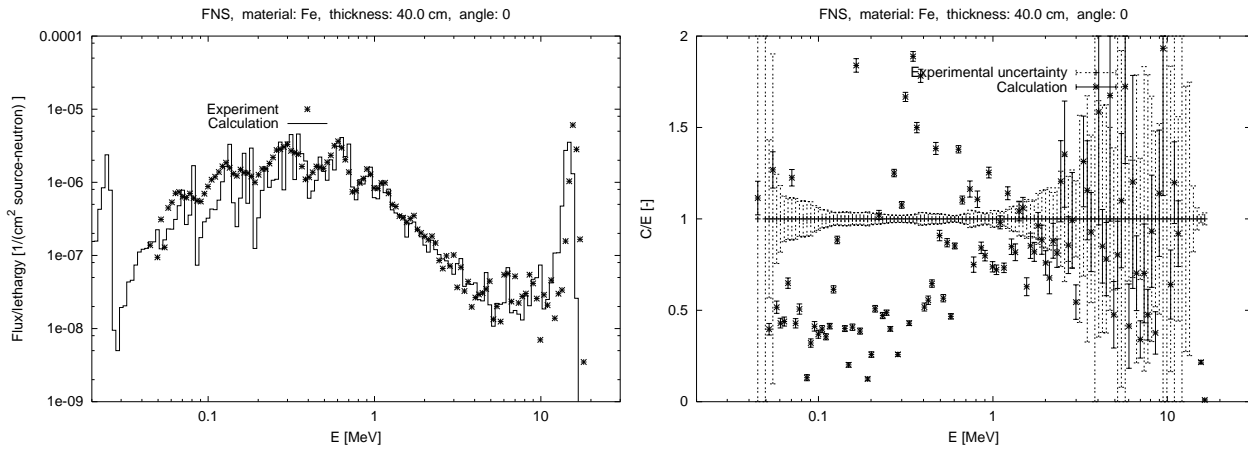 FNS, material: Fe, thickness: 40.0 cm, angle: 0
0.0001
1e-05
1e-06
1e-07
1e-08
1e-09
Flux/lethargy [1/(cm2 source-neutron) ]
Experiment
Calculation
0.1
1
10
E [MeV]
FNS, material: Fe, thickness: 40.0 cm, angle: 0
2
1.5
1
0.5
0
C/E [-]
Experimental uncertainty
Calculation
0.1
1
10
E [MeV]